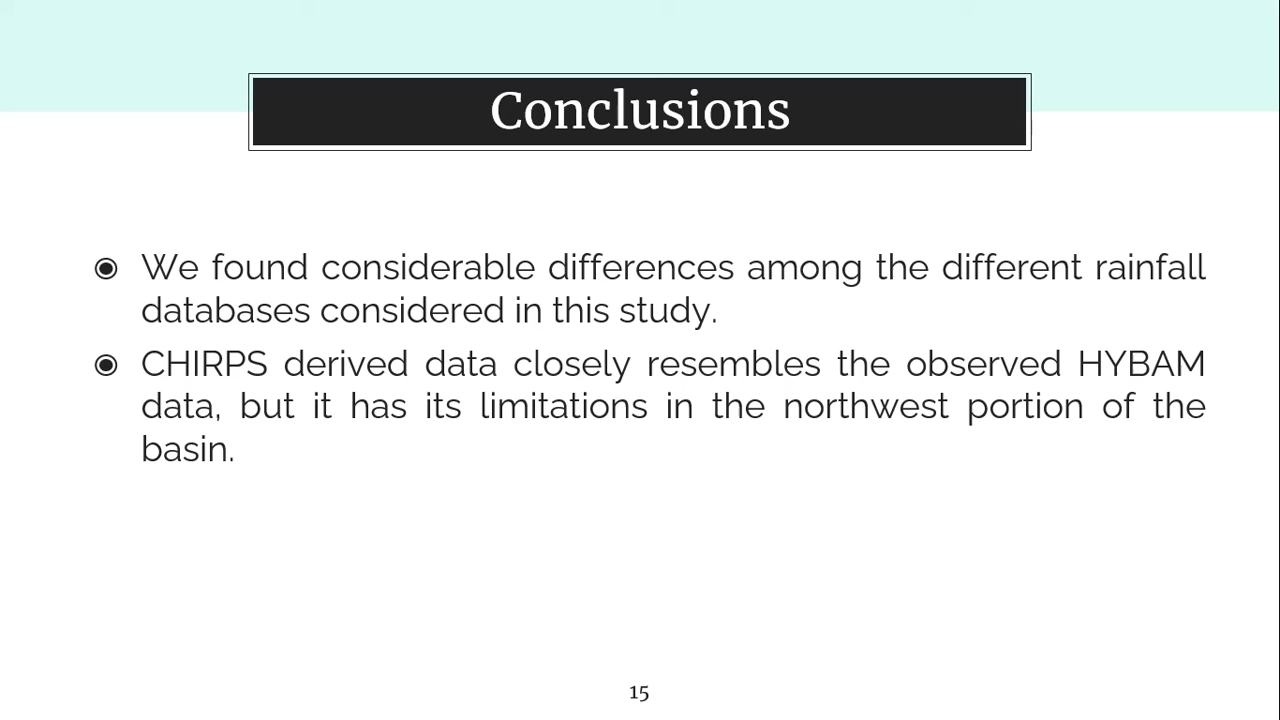 Conclusions
We found considerable differences among the different rainfall
databases considered in this study.
CHIRPS derived data closely resembles the observed HYBAM
data, but it has its limitations in the northwest portion of the
basin.
15